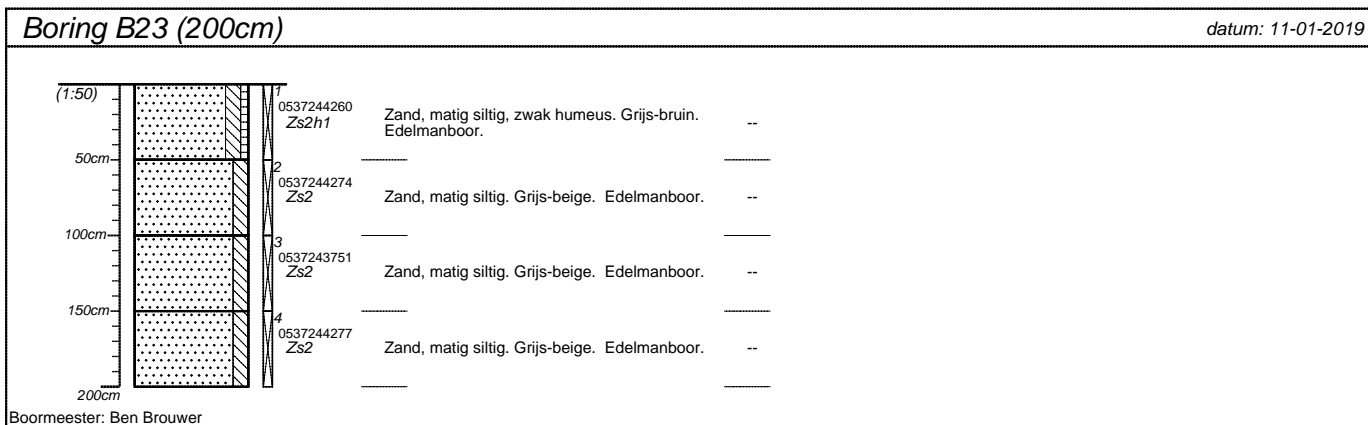 Boring B23 (200cm)
datum: 11-01-2019
(1:50)
1
0537244260
Zs2h1
Zand, matig siltig, zwak humeus. Grijs-bruin.
Edelmanboor.
--
50cm
2
0537244274
Zs2
Zand, matig siltig. Grijs-beige.  Edelmanboor.
--
100cm
3
0537243751
Zs2
Zand, matig siltig. Grijs-beige.  Edelmanboor.
--
150cm
4
0537244277
Zs2
Zand, matig siltig. Grijs-beige.  Edelmanboor.
--
200cm
Boormeester: Ben Brouwer